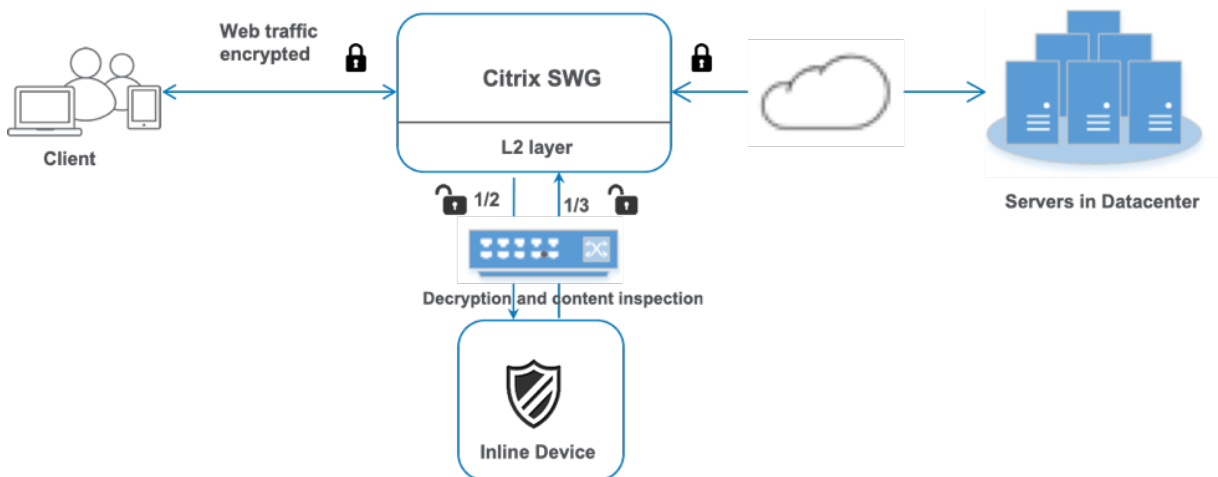 Web traffic
encrypted
Citrix SWG
L2 layer
Client
1/2
1/3
Servers in Datacenter
Decryption and content inspection
Inline Device